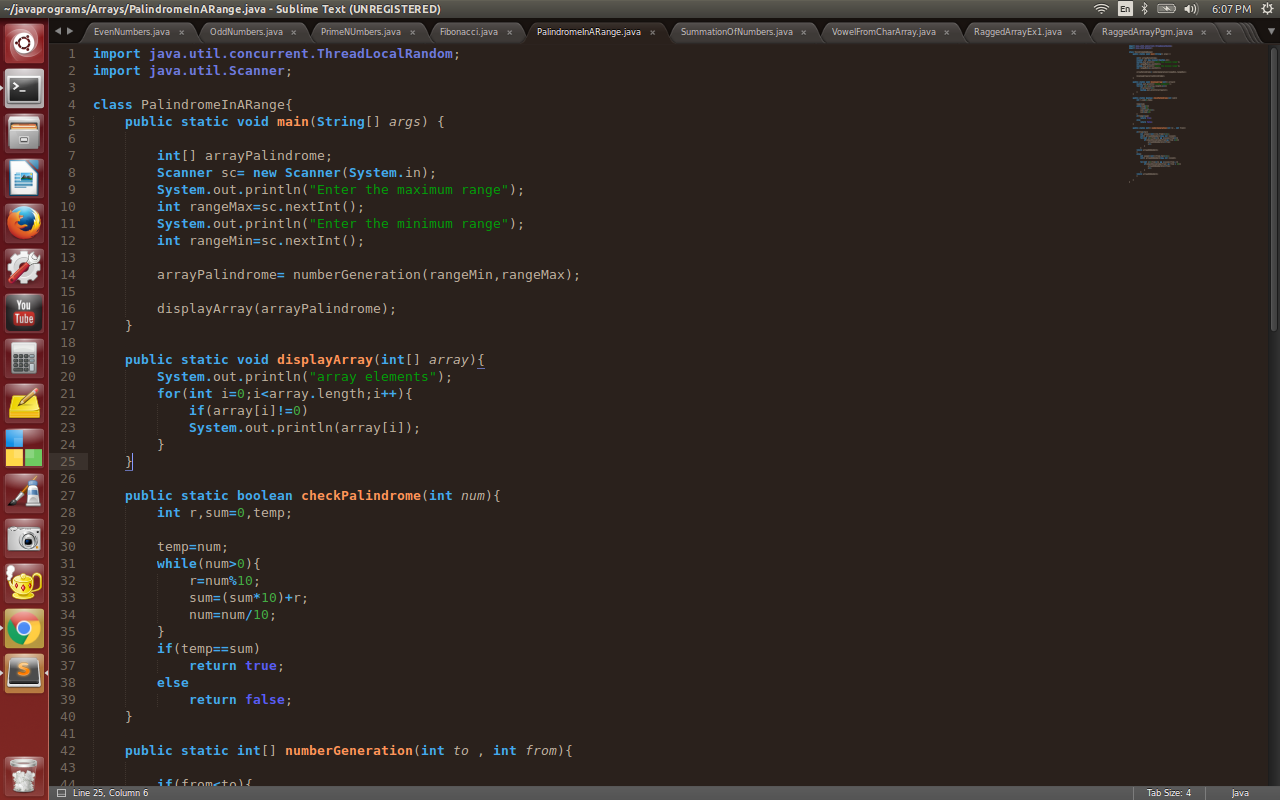 ~/javaprograms/Arrays/PalindromeInARange.java - Sublime Text (UNREGISTERED)
En
6:07 PM
EvenNumbers.java ×
OddNumbers.java ×
PrimeNUmbers.java ×
Fibonacci.java ×
PalindromeInARange.java ×
SummationOfNumbers.java ×
VowelFromCharArray.java ×
RaggedArrayEx1.java ×
RaggedArrayPgm.java ×
×
1 import java.util.concurrent.ThreadLocalRandom;
2 import java.util.Scanner;
3
4 class PalindromeInARange{
5     public static void main(String[] args) {
6
7         int[] arrayPalindrome;
8         Scanner sc= new Scanner(System.in);
9         System.out.println("Enter the maximum range");
10         int rangeMax=sc.nextInt();
11         System.out.println("Enter the minimum range");
12         int rangeMin=sc.nextInt();
13
14         arrayPalindrome= numberGeneration(rangeMin,rangeMax);
15
16         displayArray(arrayPalindrome);
17     }
18
19     public static void displayArray(int[] array){
20         System.out.println("array elements");
21         for(int i=0;i<array.length;i++){
22             if(array[i]!=0)
23             System.out.println(array[i]);
24         }
25     }
26
27     public static boolean checkPalindrome(int num){
28         int r,sum=0,temp;
29
30         temp=num;
31         while(num>0){
32             r=num%10;
33             sum=(sum*10)+r;
34             num=num/10;
35         }
36         if(temp==sum)
37             return true;
38         else
39             return false;
40     }
41
42     public static int[] numberGeneration(int to , int from){
43
44         if(from<to){
You
Tube
S
Line 25, Column 6
Tab Size: 4
Java